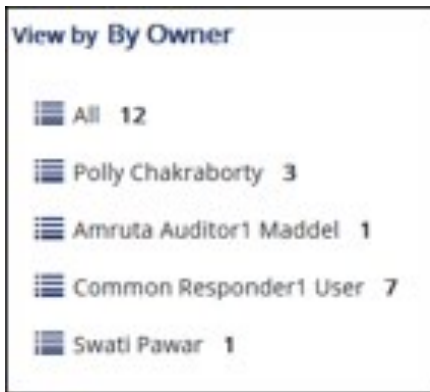 View by By Owner
All 12
Polly Chakraborty 3
Amruta Auditor1 Maddel 1
Common Responder1 User 7
Swati Pawar 1